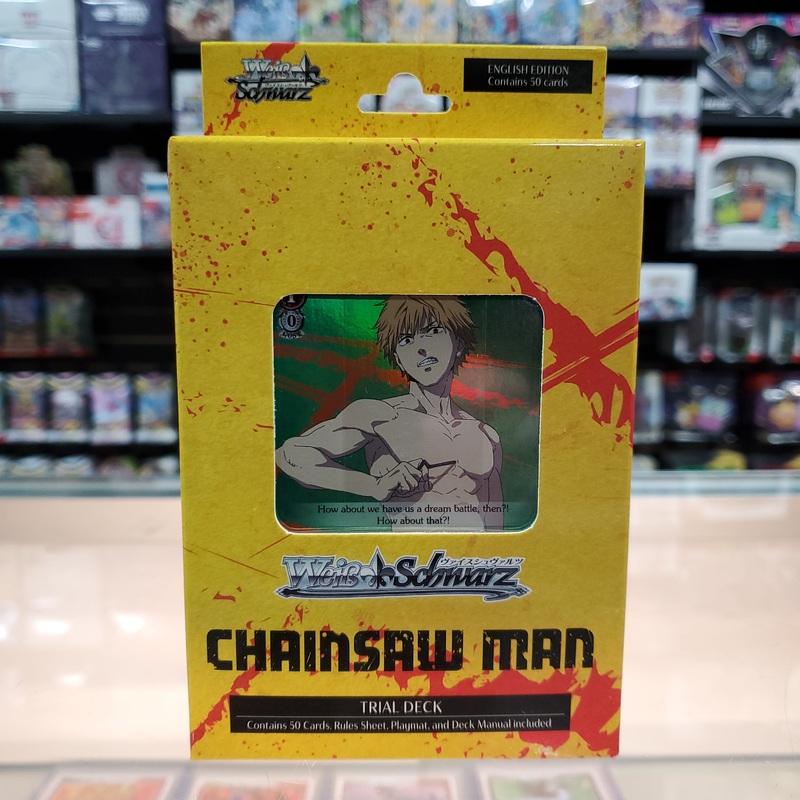 Weiß Schwarz
ENGLISH EDITION
Contains 50 cards
0
How about we have us a dream battle, then?!
How about that?!
ヴァイスシュヴァルツ
Weiß Schwarz
CHAINSAW MAN
TRIAL DECK
Contains 50 Cards, Rules Sheet, Playmat, and Deck Manual included